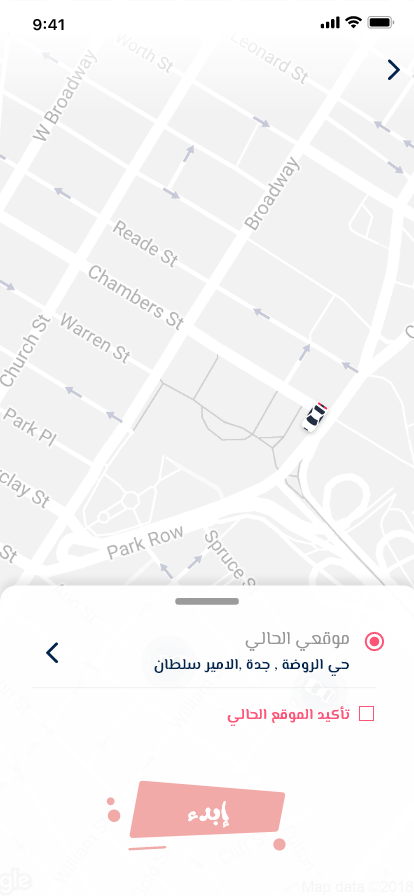 9:41
Worth St
Leonard St
W Broadway
Broadway
Reade St
Chambers St
Warren St
Church St
Park Pl
St
Park Row
Spruce S
موقعي الحالي
حي الروضة , جدة ,الامير سلطان
تأكيد الموقع الحالي
إبدء
Map data ©201